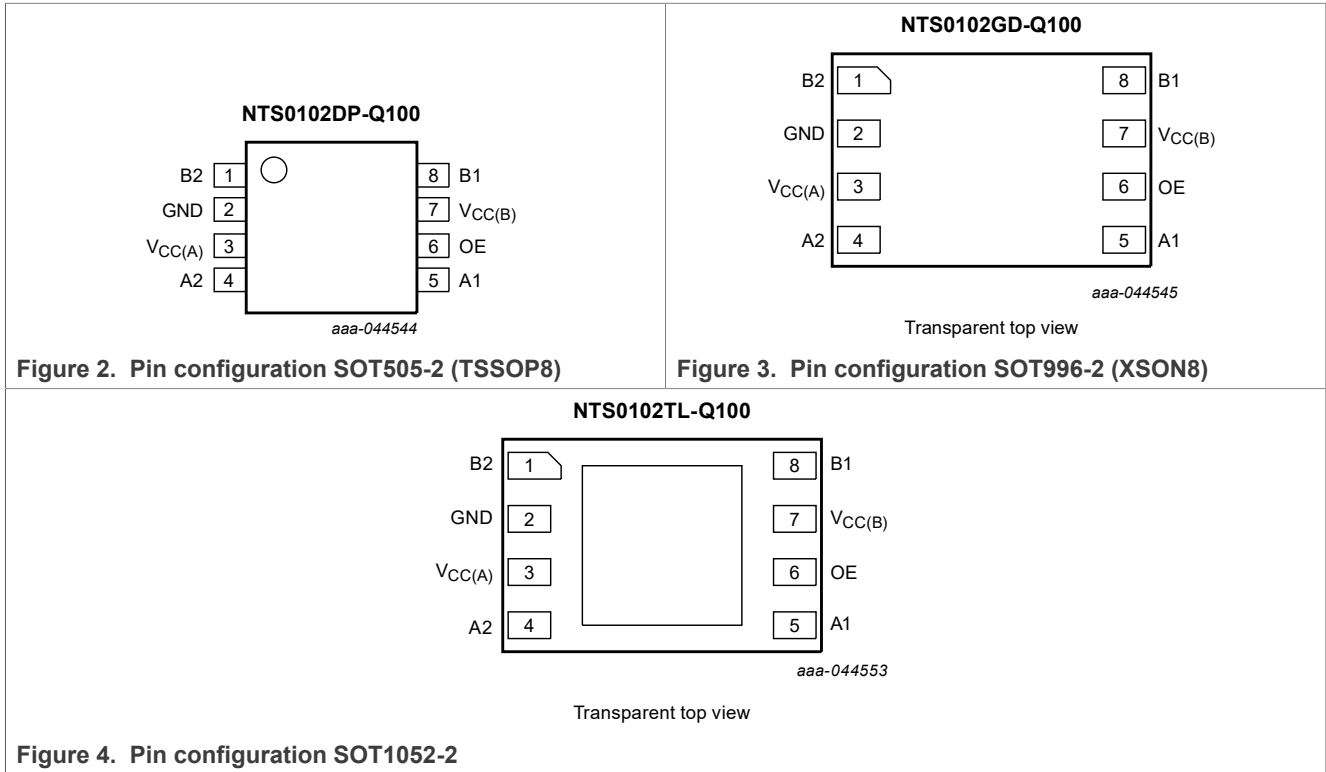 NTS0102DP-Q100
B2 1 8 B1
GND 2 7 VCC(B)
VCC(A) 3 6 OE
A2 4 5 A1
aaa-044544
Figure 2. Pin configuration SOT505-2 (TSSOP8)
NTS0102GD-Q100
B2 1 8 B1
GND 2 7 VCC(B)
VCC(A) 3 6 OE
A2 4 5 A1
aaa-044545
Transparent top view
Figure 3. Pin configuration SOT996-2 (XSON8)
NTS0102TL-Q100
B2 1 8 B1
GND 2 7 VCC(B)
VCC(A) 3 6 OE
A2 4 5 A1
aaa-044553
Transparent top view
Figure 4. Pin configuration SOT1052-2